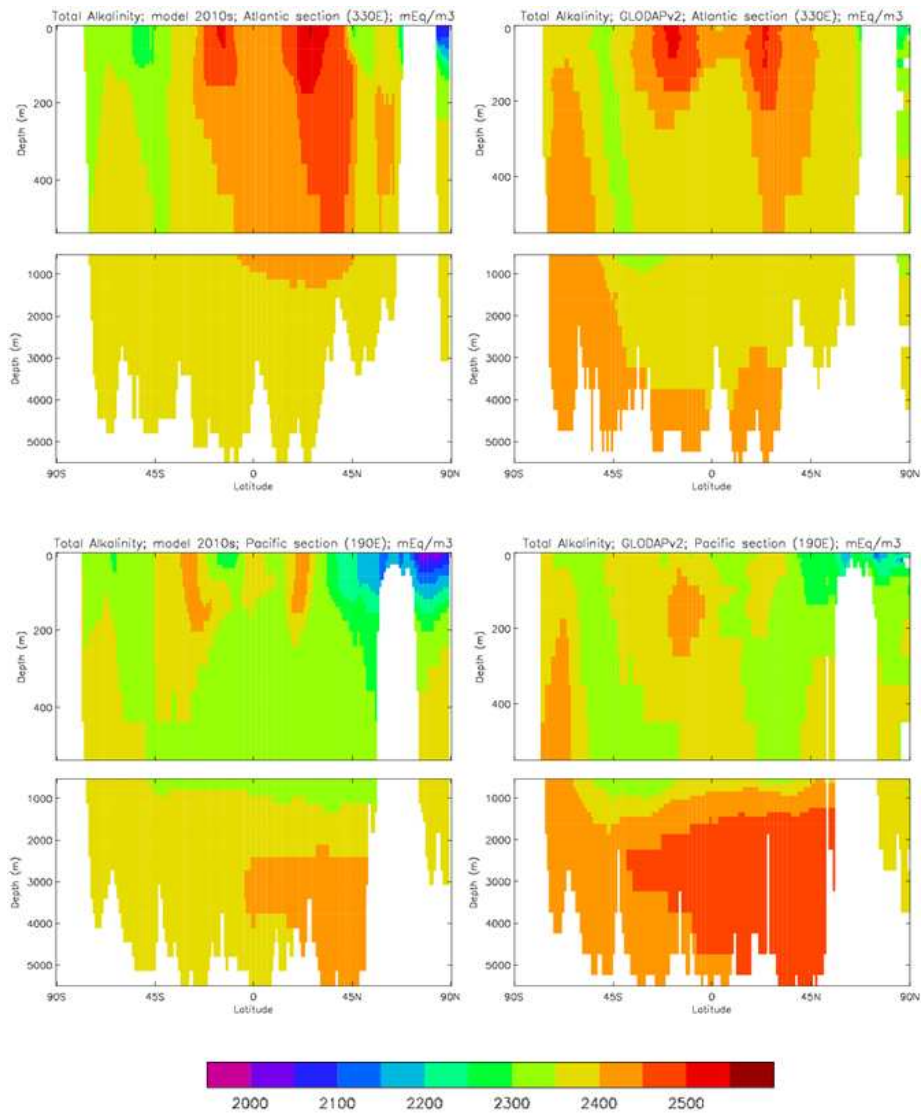 Total Alkalinity; model 2010s; Atlantic section (330E); mEq/m3
0
200
400
Depth (m)
1000
2000
3000
4000
5000
Depth (m)
90S 45S 0 45N 90N
Latitude
Total Alkalinity; GLODAPv2; Atlantic section (330E); mEq/m3
0
200
400
Depth (m)
1000
2000
3000
4000
5000
Depth (m)
90S 45S 0 45N 90N
Latitude
Total Alkalinity; model 2010s; Pacific section (190E); mEq/m3
0
200
400
Depth (m)
1000
2000
3000
4000
5000
Depth (m)
90S 45S 0 45N 90N
Latitude
Total Alkalinity; GLODAPv2; Pacific section (190E); mEq/m3
0
200
400
Depth (m)
1000
2000
3000
4000
5000
Depth (m)
90S 45S 0 45N 90N
Latitude
2000 2100 2200 2300 2400 2500